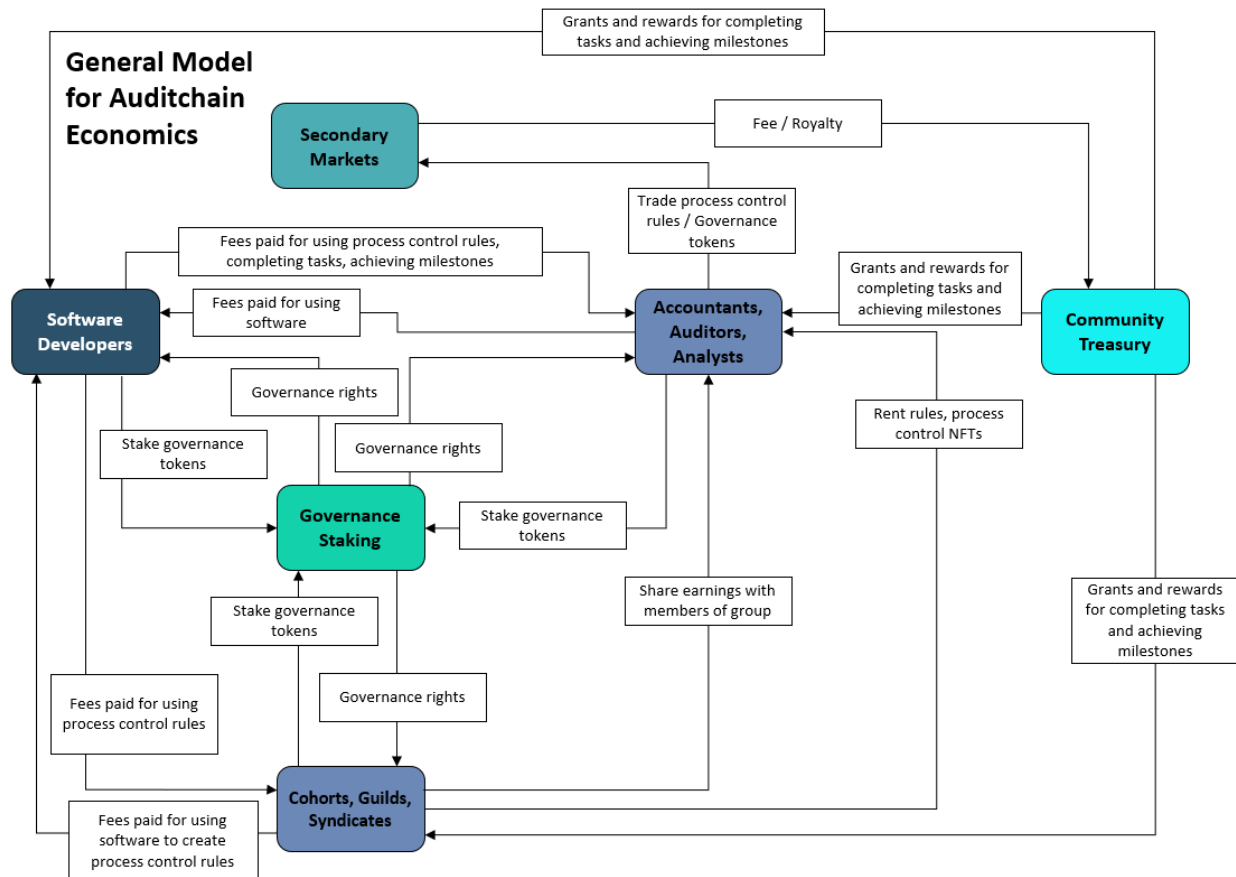 Grants and rewards for completing
tasks and achieving milestones
General Model
for Auditchain
Economics
Secondary
Markets
Fee / Royalty
Trade process control
rules / Governance
tokens
Fees paid for using process control rules,
completing tasks, achieving milestones
Grants and rewards for
completing tasks and
achieving milestones
Software
Developers
Fees paid for using
software
Accountants,
Auditors,
Analysts
Community
Treasury
Governance rights
Rent rules, process
control NFTs
Stake governance
tokens
Governance rights
Governance
Staking
Stake governance
tokens
Stake governance
tokens
Share earnings with
members of group
Grants and rewards
for completing tasks
and achieving
milestones
Fees paid for using
process control rules
Governance rights
Cohorts, Guilds,
Syndicates
Fees paid for using
software to create
process control rules